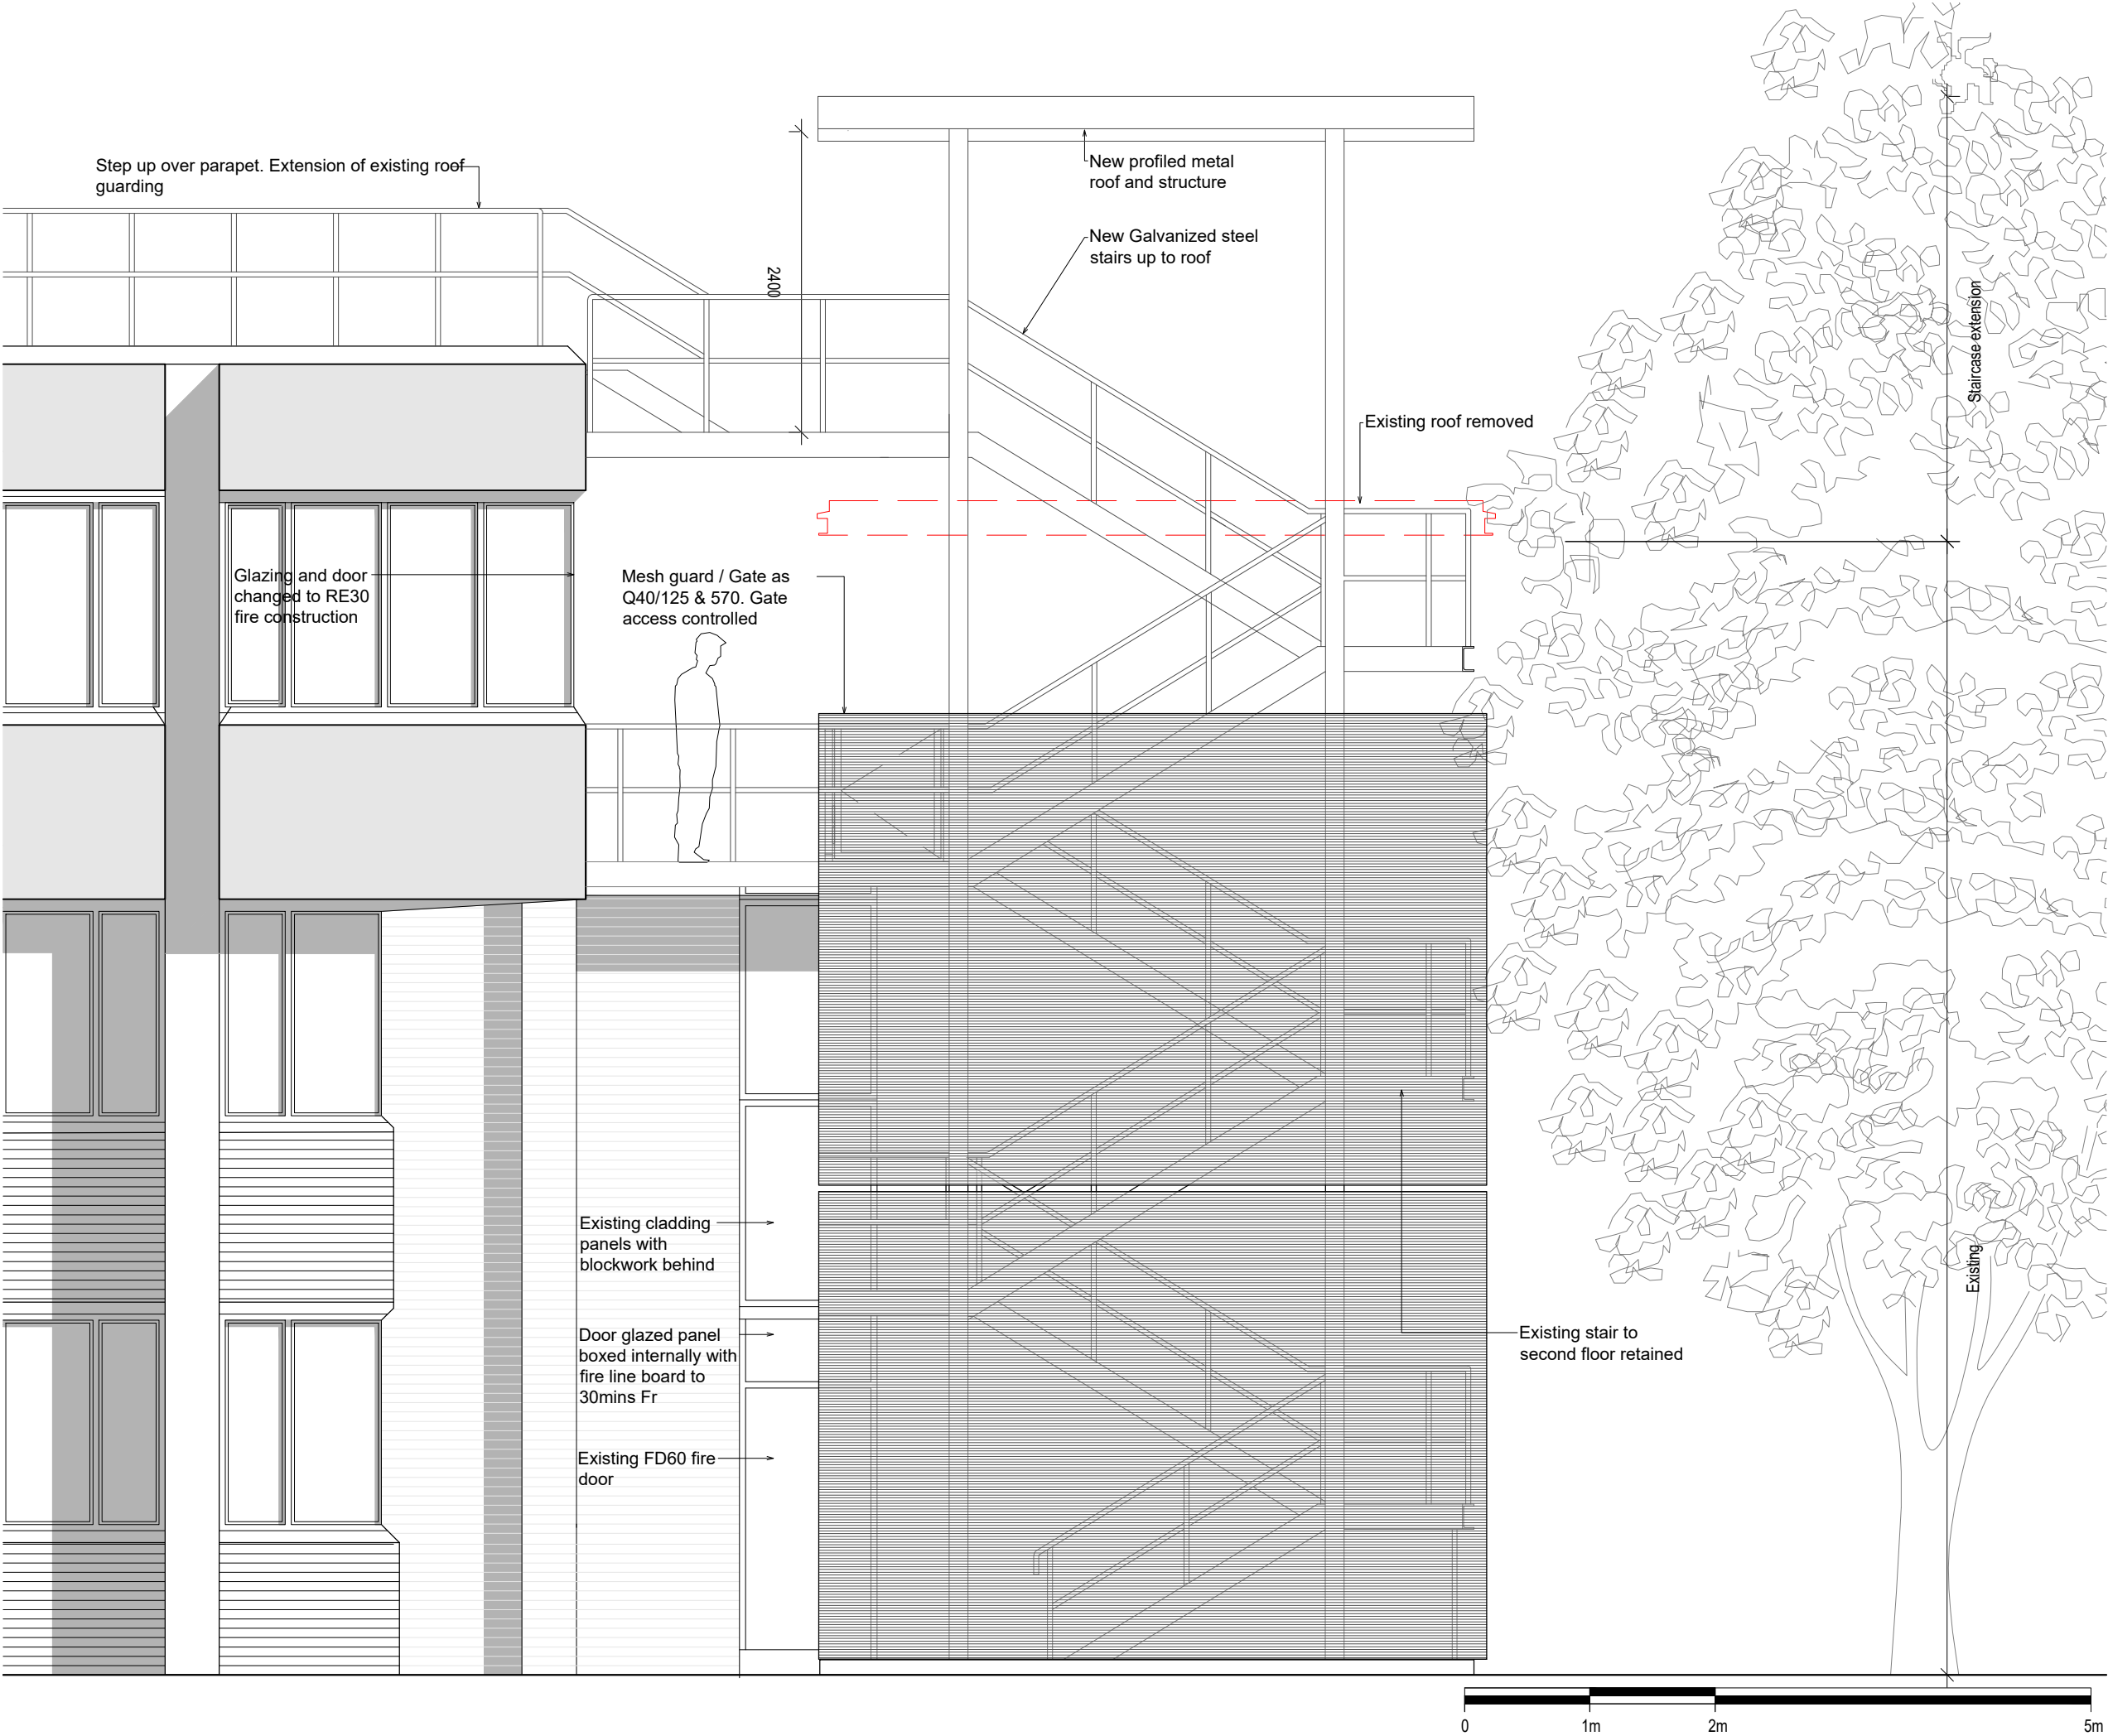 Step up over parapet. Extension of existing roof
guarding
New profiled metal
roof and structure
New Galvanized steel
stairs up to roof
2400
Staircase extension
Existing roof removed
Glazing and door
changed to RE30
fire construction
Mesh guard / Gate as
Q40/125 & 570. Gate
access controlled
Existing cladding
panels with
blockwork behind
Existing
Door glazed panel
boxed internally with
fire line board to
30mins Fr
Existing stair to
second floor retained
Existing FD60 fire
door
0 1m 2m 5m